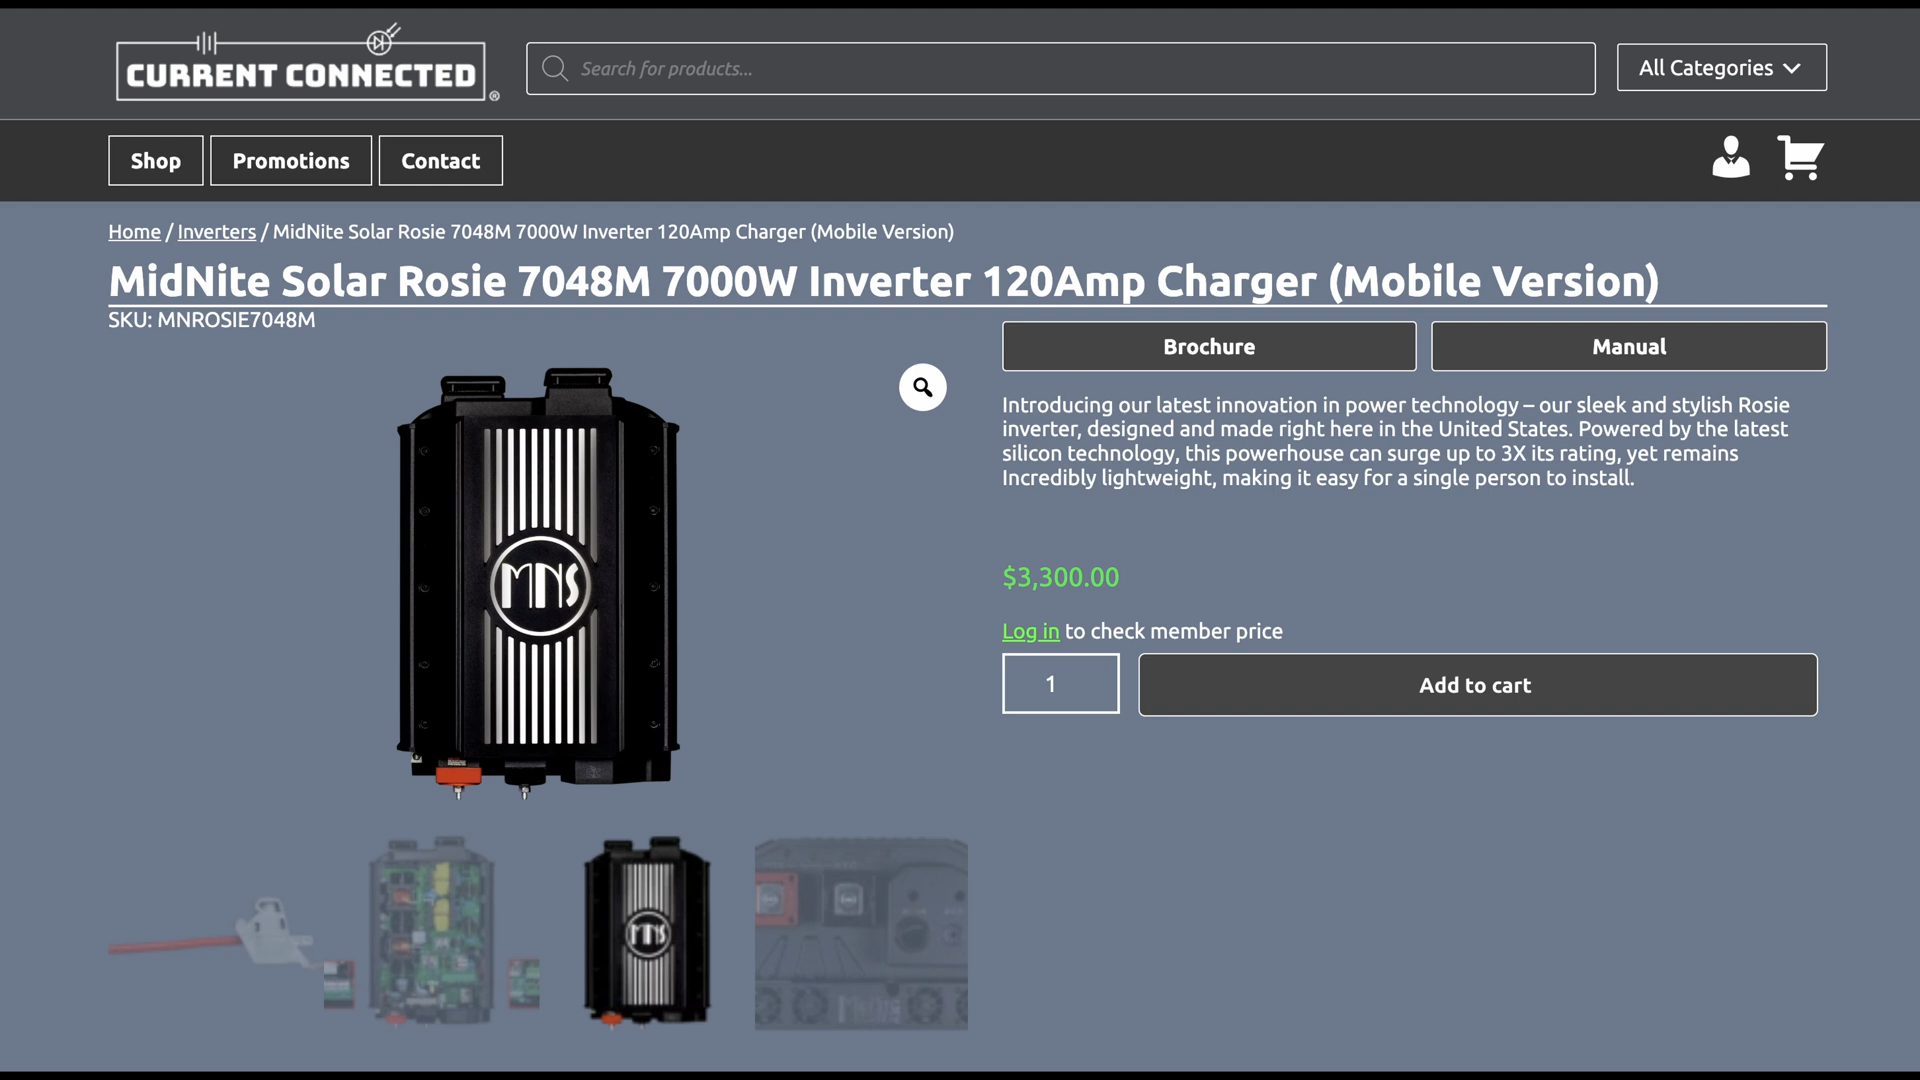 CURRENT CONNECTED®
Search for products...
All Categories
Shop
Promotions
Contact
Home / Inverters / MidNite Solar Rosie 7048M 7000W Inverter 120Amp Charger (Mobile Version)
MidNite Solar Rosie 7048M 7000W Inverter 120Amp Charger (Mobile Version)
SKU: MNROSIE7048M
Brochure
Manual
Introducing our latest innovation in power technology – our sleek and stylish Rosie
inverter, designed and made right here in the United States. Powered by the latest
silicon technology, this powerhouse can surge up to 3X its rating, yet remains
Incredibly lightweight, making it easy for a single person to install.
$3,300.00
Log in to check member price
1
Add to cart
MNS
MNS